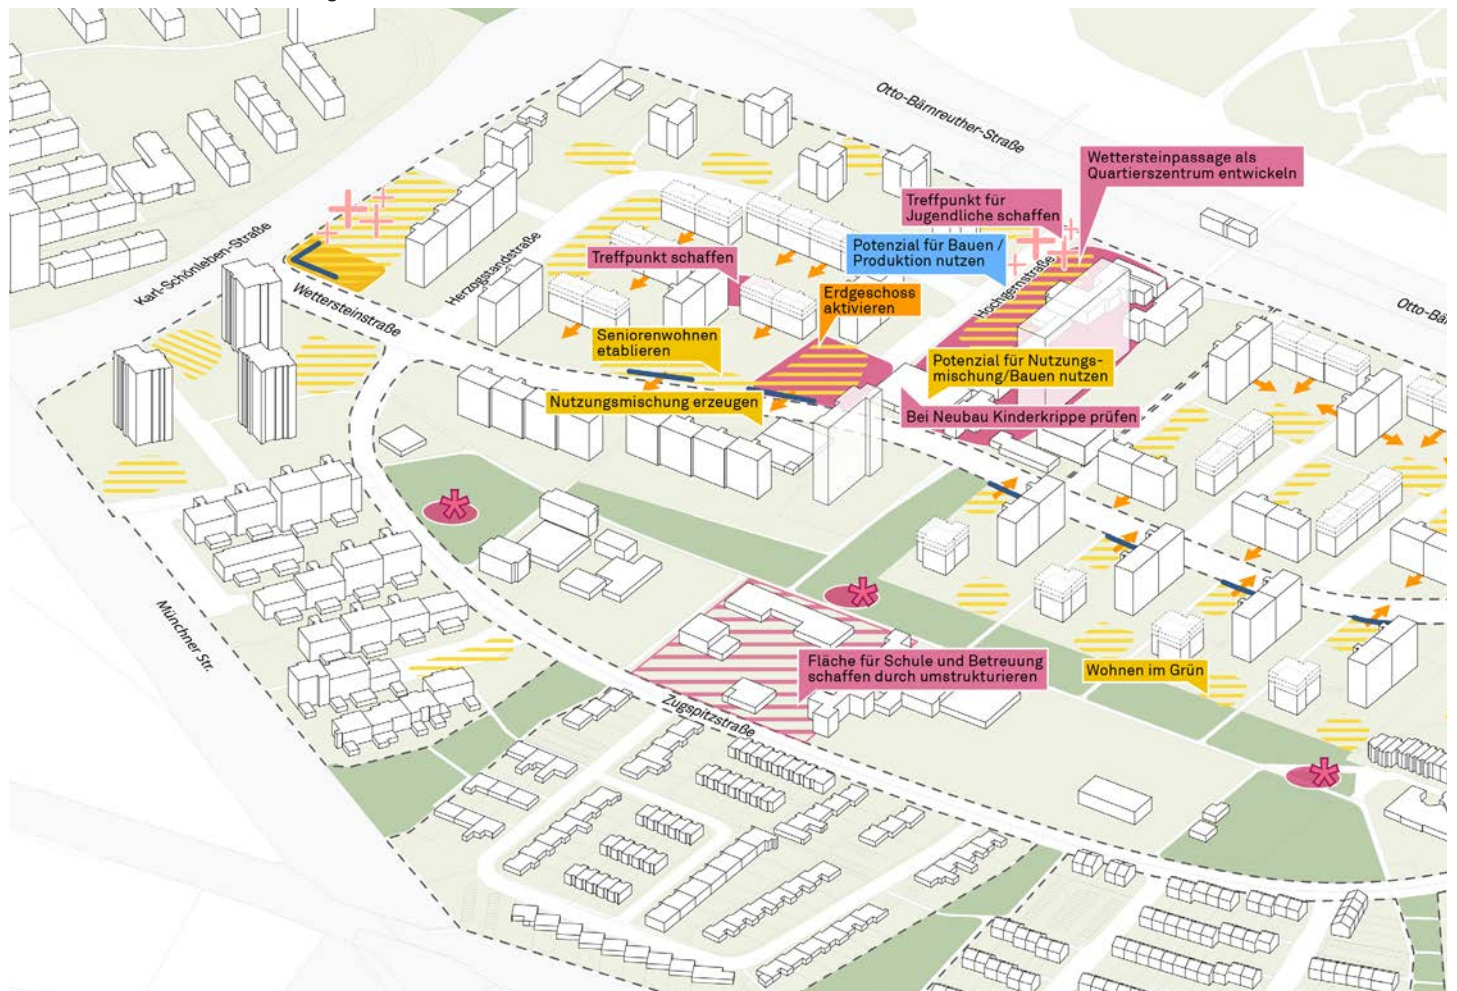 Otto-Bärnreuther-Straße
Wettersteinpassage als
Quartierszentrum entwickeln
Treffpunkt für
Jugendliche schaffen
Karl-Schönleben-Straße
Potenzial für Bauen /
Produktion nutzen
Treffpunkt schaffen
Herzogstandstraße
Hochgernstraße
Otto-Bä
Wettersteinstraße
Erdgeschoss
aktivieren
Seniorenwohnen
etablieren
Potenzial für Nutzungs-
mischung/Bauen nutzen
Nutzungsmischung erzeugen
Bei Neubau Kinderkrippe prüfen
Münchner Str.
Fläche für Schule und Betreuung
schaffen durch umstrukturieren
Wohnen im Grün
Zugspitzstraße